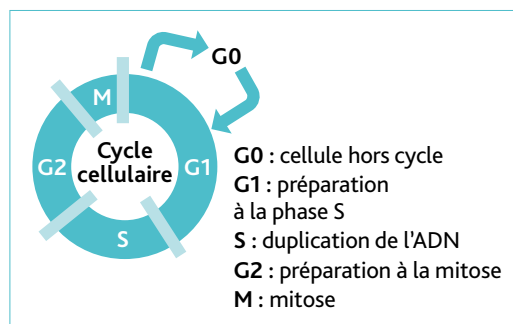 G0
M
G2
Cycle
cellulaire
G1
S
G0 : cellule hors cycle
G1 : préparation
à la phase S
S : duplication de l'ADN
G2 : préparation à la mitose
M : mitose